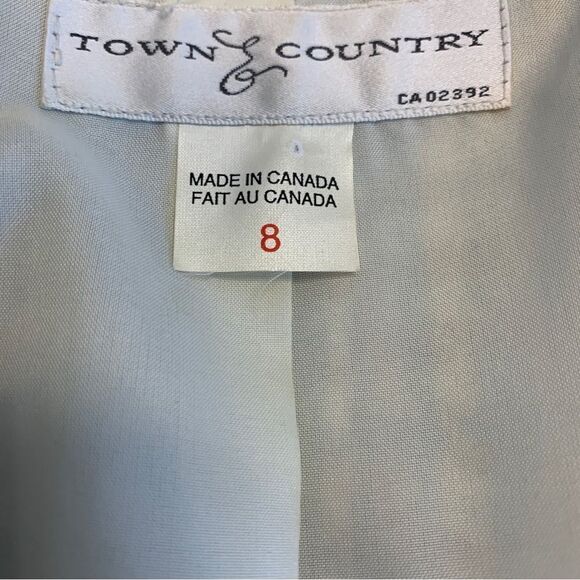 TOWN & COUNTRY
CA02392
MADE IN CANADA
FAIT AU CANADA
8